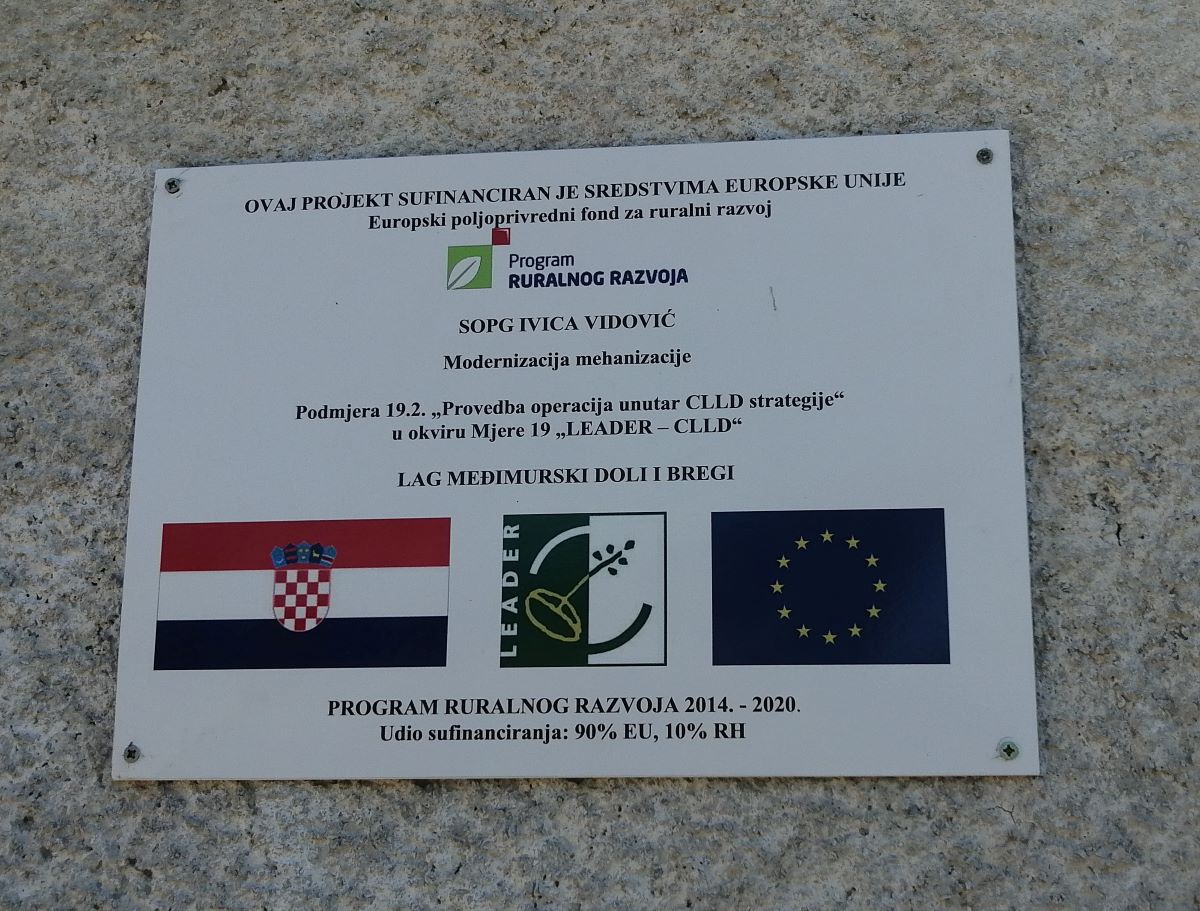 OVAJ PROJEKT SUFINANCIRAN JE SREDSTVIMA EUROPSKE UNIJE
Europski poljoprivredni fond za ruralni razvoj
Program
RURALNOG RAZVOJA
SOPG IVICA VIDOVIĆ
Modernizacija mehanizacije
Podmjera 19.2. „Provedba operacija unutar CLLD strategije“
u okviru Mjere 19 „LEADER – CLLD“
LAG MEĐIMURSKI DOLI I BREGI
LEADER
PROGRAM RURALNOG RAZVOJA 2014. - 2020.
Udio sufinanciranja: 90% EU, 10% RH